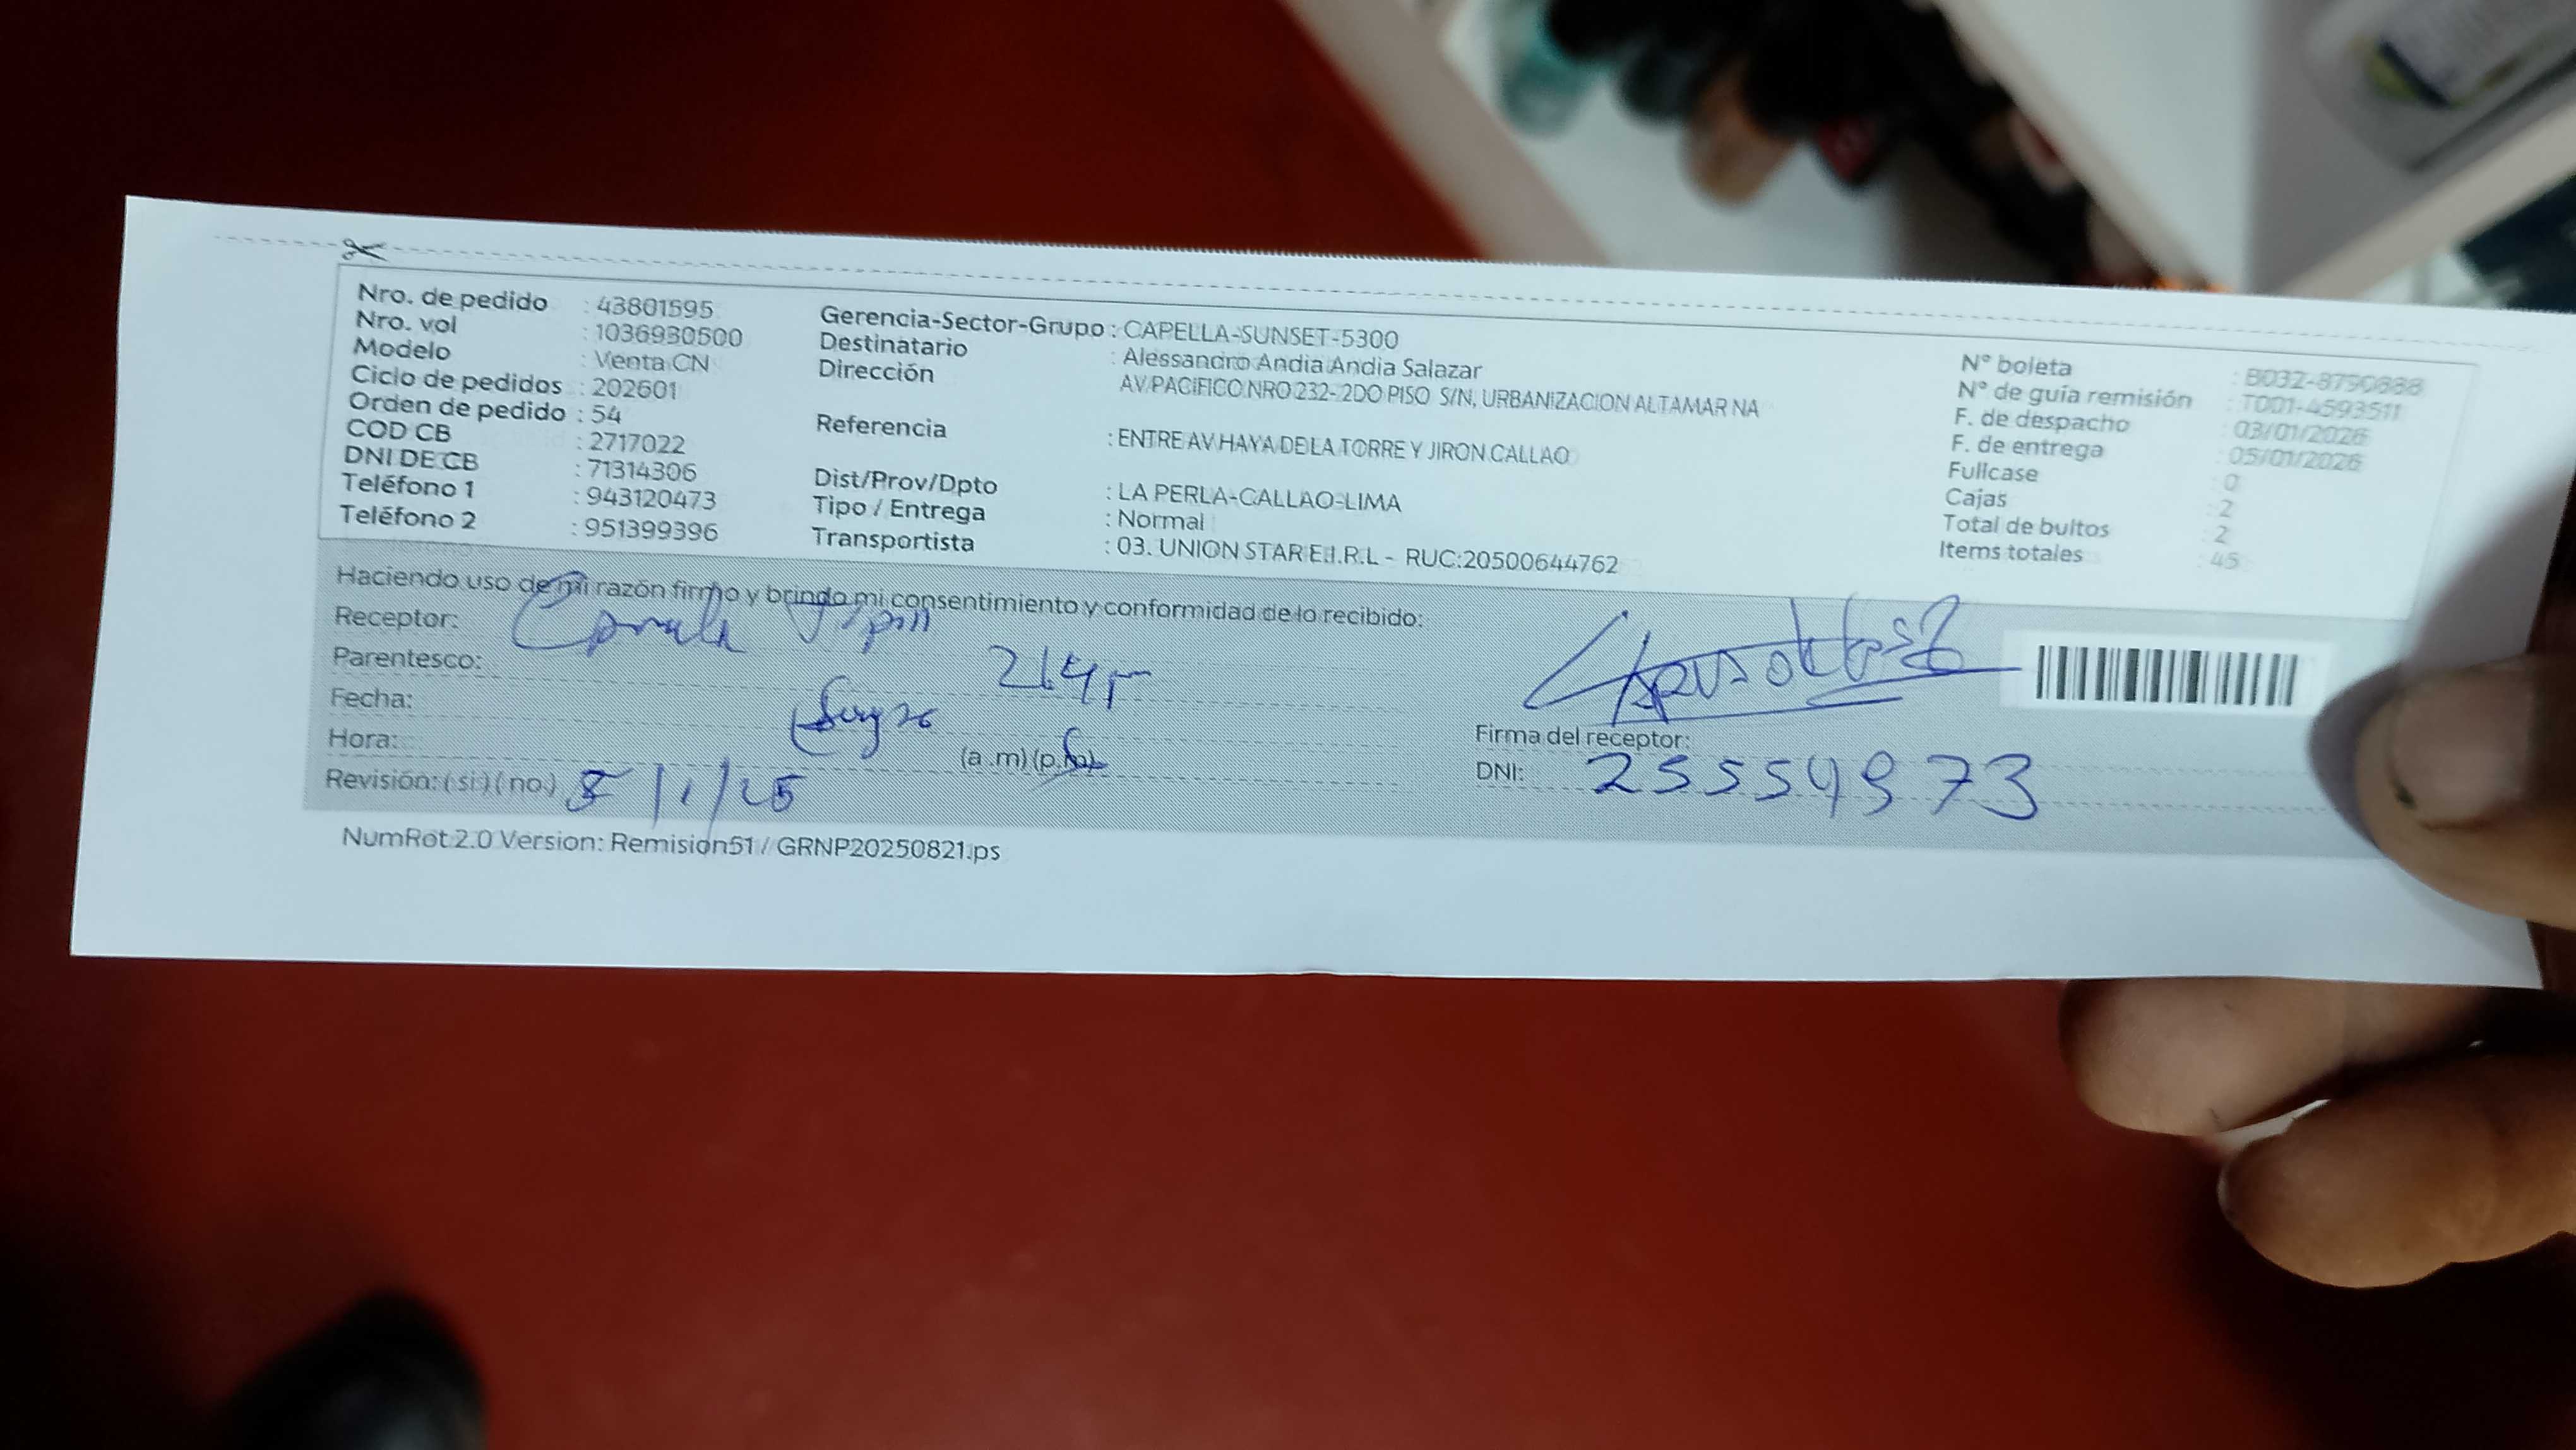 Nro. de pedido : 43801595
Nro. vol : 1036930500
Modelo : Venta CN
Ciclo de pedidos : 202601
Orden de pedido : 54
COD CB : 2717022
DNI DE CB : 71314306
Teléfono 1 : 943120473
Teléfono 2 : 951399396
Gerencia-Sector-Grupo : CAPELLA-SUNSET-5300
Destinatario : Alessandro Andia Andia Salazar
Dirección AV PACIFICO NRO 232- 2DO PISO S/N, URBANIZACION ALTAMAR NA
Referencia : ENTRE AV HAYA DE LA TORRE Y JIRON CALLAO
Dist/Prov/Dpto : LA PERLA-CALLAO-LIMA
Tipo / Entrega : Normal
Transportista : 03. UNION STAR E.I.R.L - RUC:20500644762
N° boleta : B032-8790888
N° de guía remisión : T001-4593511
F. de despacho : 03/01/2026
F. de entrega : 05/01/2026
Fullcase : 0
Cajas : 2
Total de bultos : 2
Items totales : 45
Haciendo uso de mi razón firmo y brindo mi consentimiento y conformidad de lo recibido:
Receptor:
Parentesco:
Fecha:
Hora: (a.m) (p.m)
Revisión: (si) (no)
Firma del receptor:
DNI: 25554973
NumRot 2.0 Version: Remision51 / GRNP20250821.ps